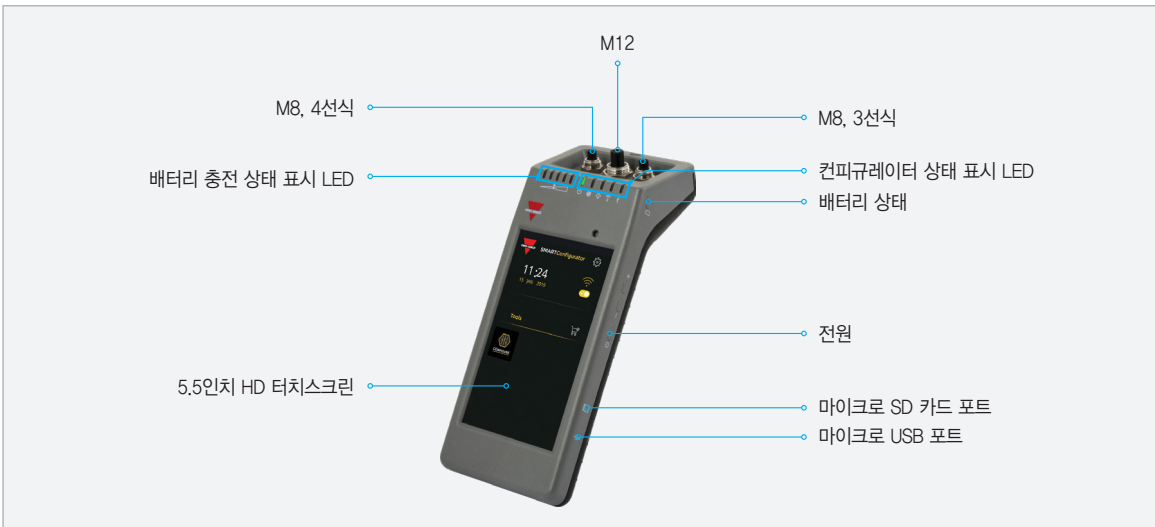 M12
M8, 4선식
M8, 3선식
배터리 충전 상태 표시 LED
컨피규레이터 상태 표시 LED
배터리 상태
SMARTConfigurator
11:24
Tools
전원
5.5인치 HD 터치스크린
마이크로 SD 카드 포트
마이크로 USB 포트